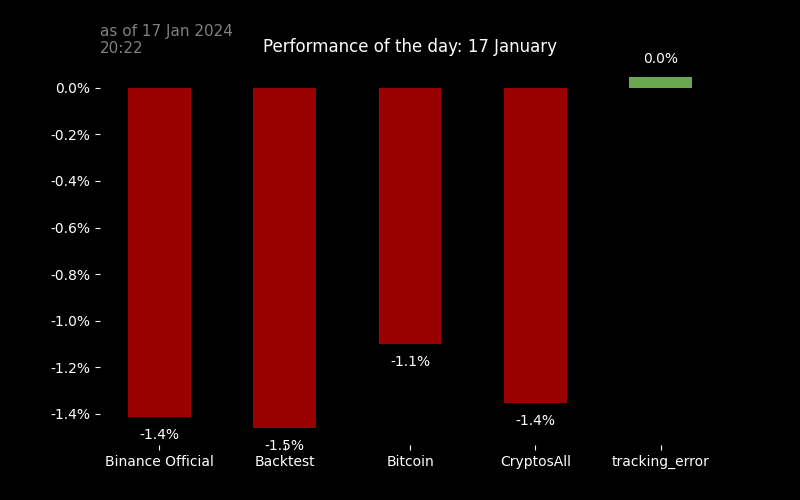 as of 17 Jan 2024
20:22
Performance of the day: 17 January
0.0%
0.0%
-0.2%
-0.4%
-0.6%
-0.8%
-1.0%
-1.2%
-1.4%
-1.4%
-1.5%
-1.1%
-1.4%
Binance Official
Backtest
Bitcoin
CryptosAll
tracking_error